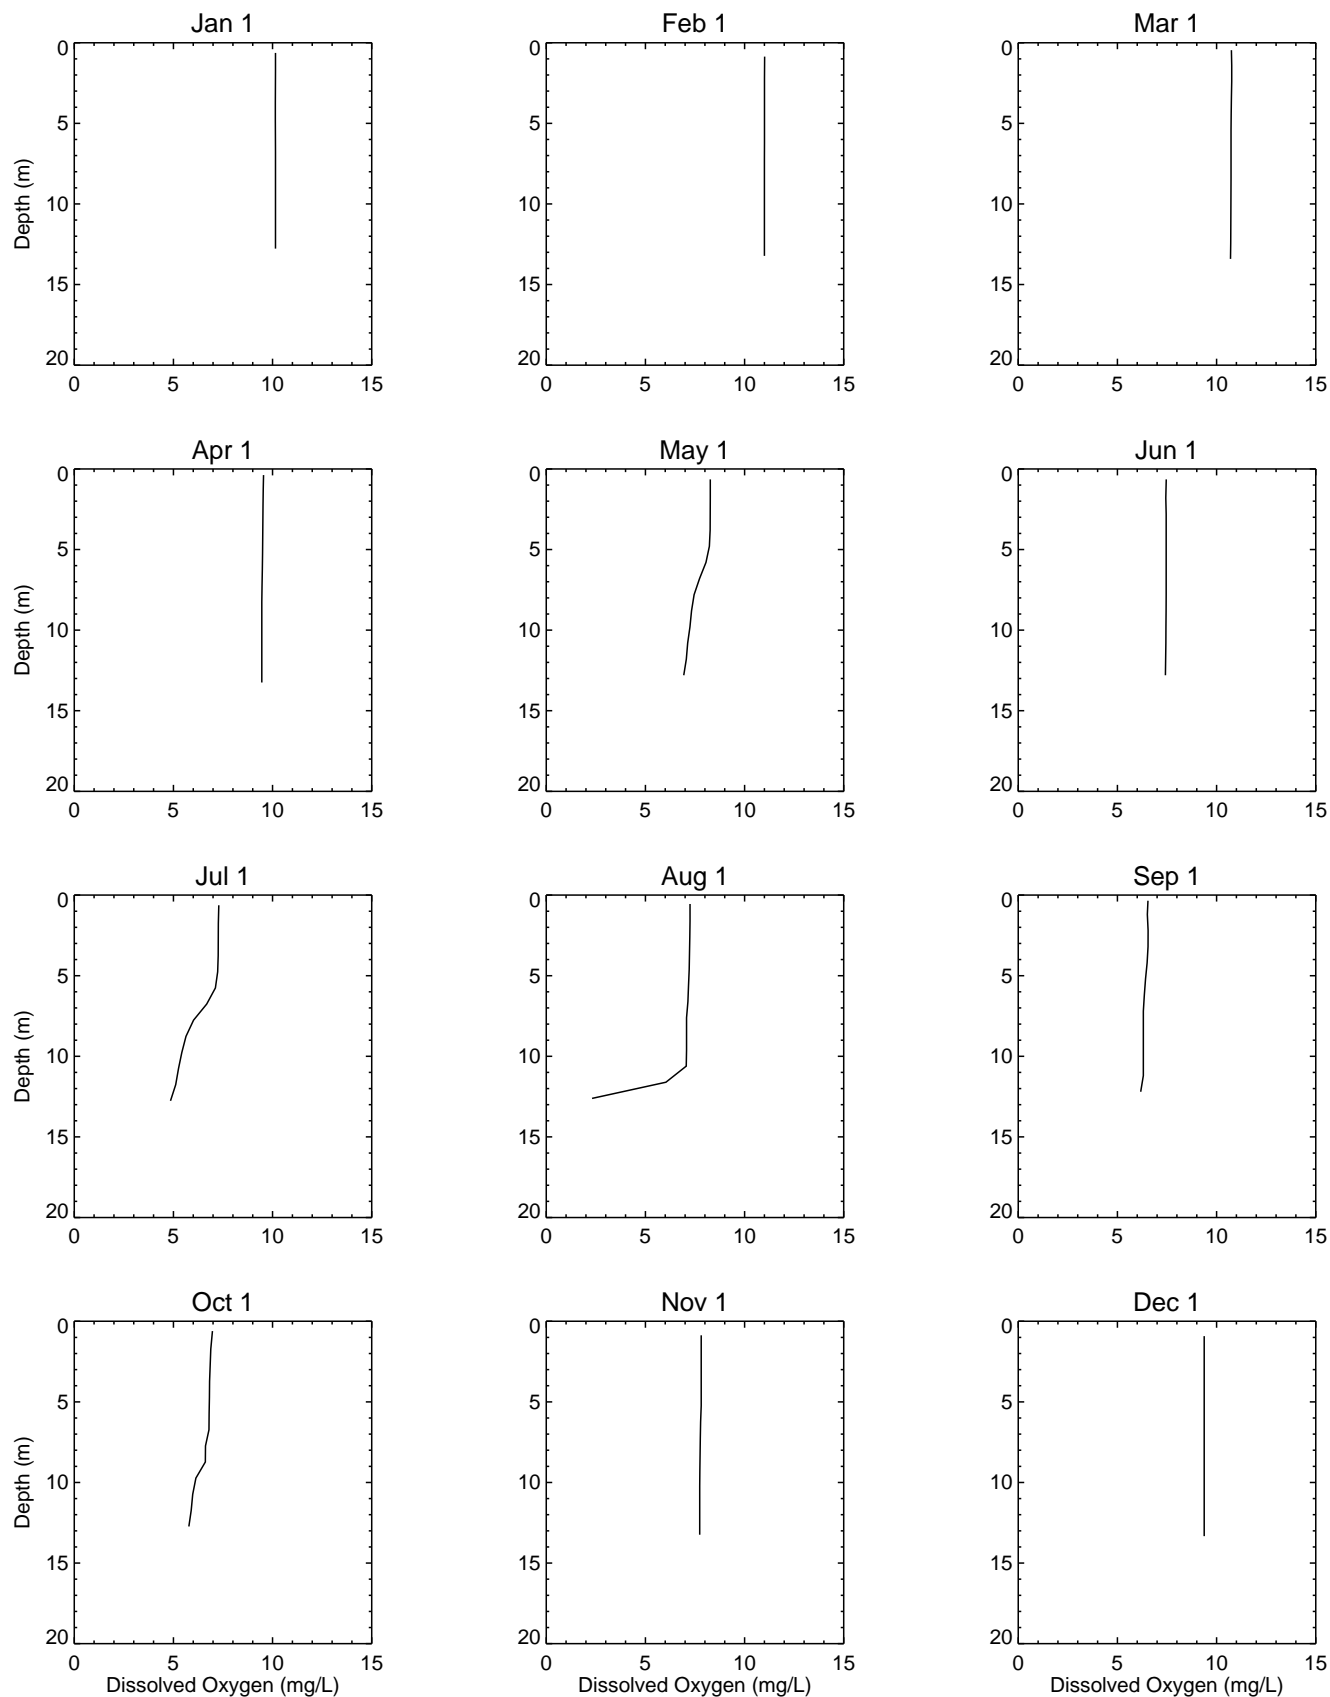 Jan 1 Feb 1 Mar 1
0 0 0
5 5 5
Depth (m)
10 10 10
15 15 15
20 20 20
0 5 10 15 0 5 10 15 0 5 10 15
Apr 1 May 1 Jun 1
0 0 0
5 5 5
Depth (m)
10 10 10
15 15 15
20 20 20
0 5 10 15 0 5 10 15 0 5 10 15
Jul 1 Aug 1 Sep 1
0 0 0
5 5 5
Depth (m)
10 10 10
15 15 15
20 20 20
0 5 10 15 0 5 10 15 0 5 10 15
Oct 1 Nov 1 Dec 1
0 0 0
5 5 5
Depth (m)
10 10 10
15 15 15
20 20 20
0 5 10 15 0 5 10 15 0 5 10 15
Dissolved Oxygen (mg/L) Dissolved Oxygen (mg/L) Dissolved Oxygen (mg/L)